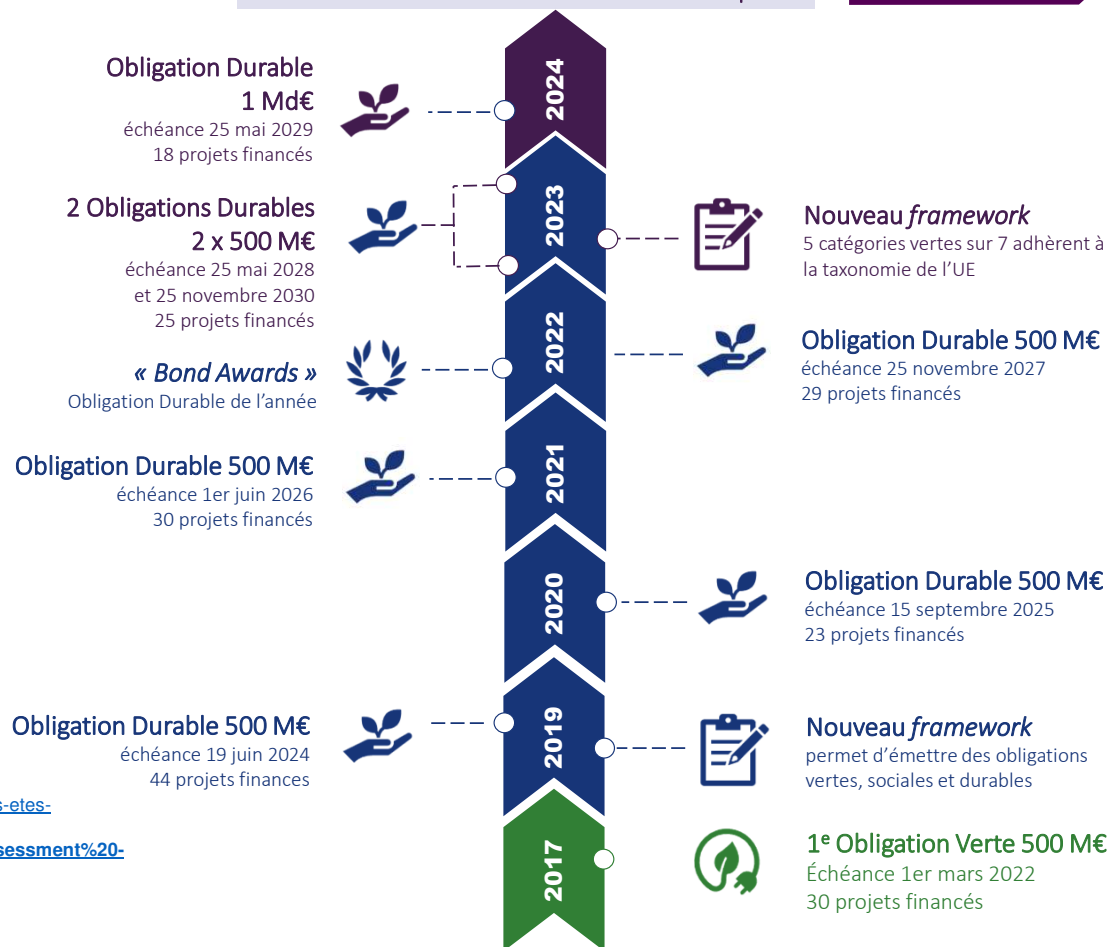 2024
Obligation Durable
1 Md€
échéance 25 mai 2029
18 projets financés
2023
2 Obligations Durables
2 x 500 M€
échéance 25 mai 2028
et 25 novembre 2030
25 projets financés
Nouveau framework
5 catégories vertes sur 7 adhèrent à
la taxonomie de l’UE
2022
Obligation Durable 500 M€
échéance 25 novembre 2027
29 projets financés
« Bond Awards »
Obligation Durable de l’année
2021
Obligation Durable 500 M€
échéance 1er juin 2026
30 projets financés
2020
Obligation Durable 500 M€
échéance 15 septembre 2025
23 projets financés
2019
Obligation Durable 500 M€
échéance 19 juin 2024
44 projets finances
Nouveau framework
permet d’émettre des obligations
vertes, sociales et durables
s-etes-
sessment%20-
2017
1e Obligation Verte 500 M€
Échéance 1er mars 2022
30 projets financés